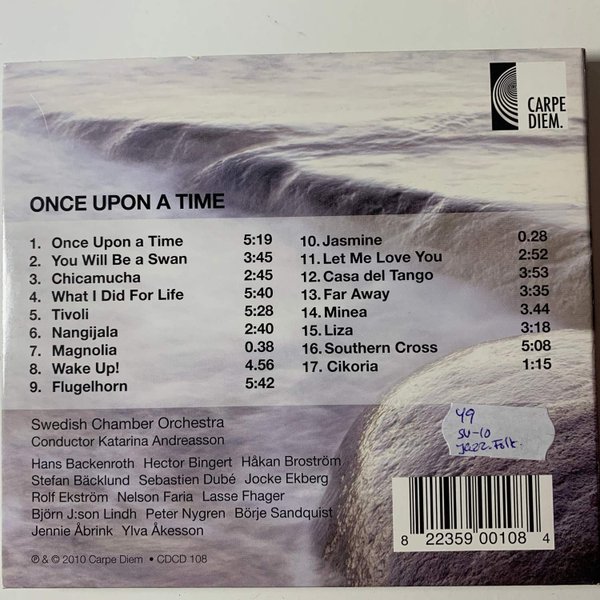 CARPE
DIEM.
ONCE UPON A TIME
1. Once Upon a Time 5:19
2. You Will Be a Swan 3:45
3. Chicamucha 2:45
4. What I Did For Life 5:40
5. Tivoli 5:28
6. Nangijala 2:40
7. Magnolia 0.38
8. Wake Up! 4.56
9. Flugelhorn 5:42
10. Jasmine 0.28
11. Let Me Love You 2:52
12. Casa del Tango 3:53
13. Far Away 3:35
14. Minea 3.44
15. Liza 3:18
16. Southern Cross 5:08
17. Cikoria 1:15
Swedish Chamber Orchestra
Conductor Katarina Andreasson
Hans Backenroth Hector Bingert Håkan Broström
Stefan Bäcklund Sebastien Dubé Jocke Ekberg
Rolf Ekström Nelson Faria Lasse Fhager
Björn J:son Lindh Peter Nygren Börje Sandquist
Jennie Åbrink Ylva Åkesson
℗ & © 2010 Carpe Diem • CDCD 108
49
SU-10
Jazz.Folk.
8 22359 00108 4